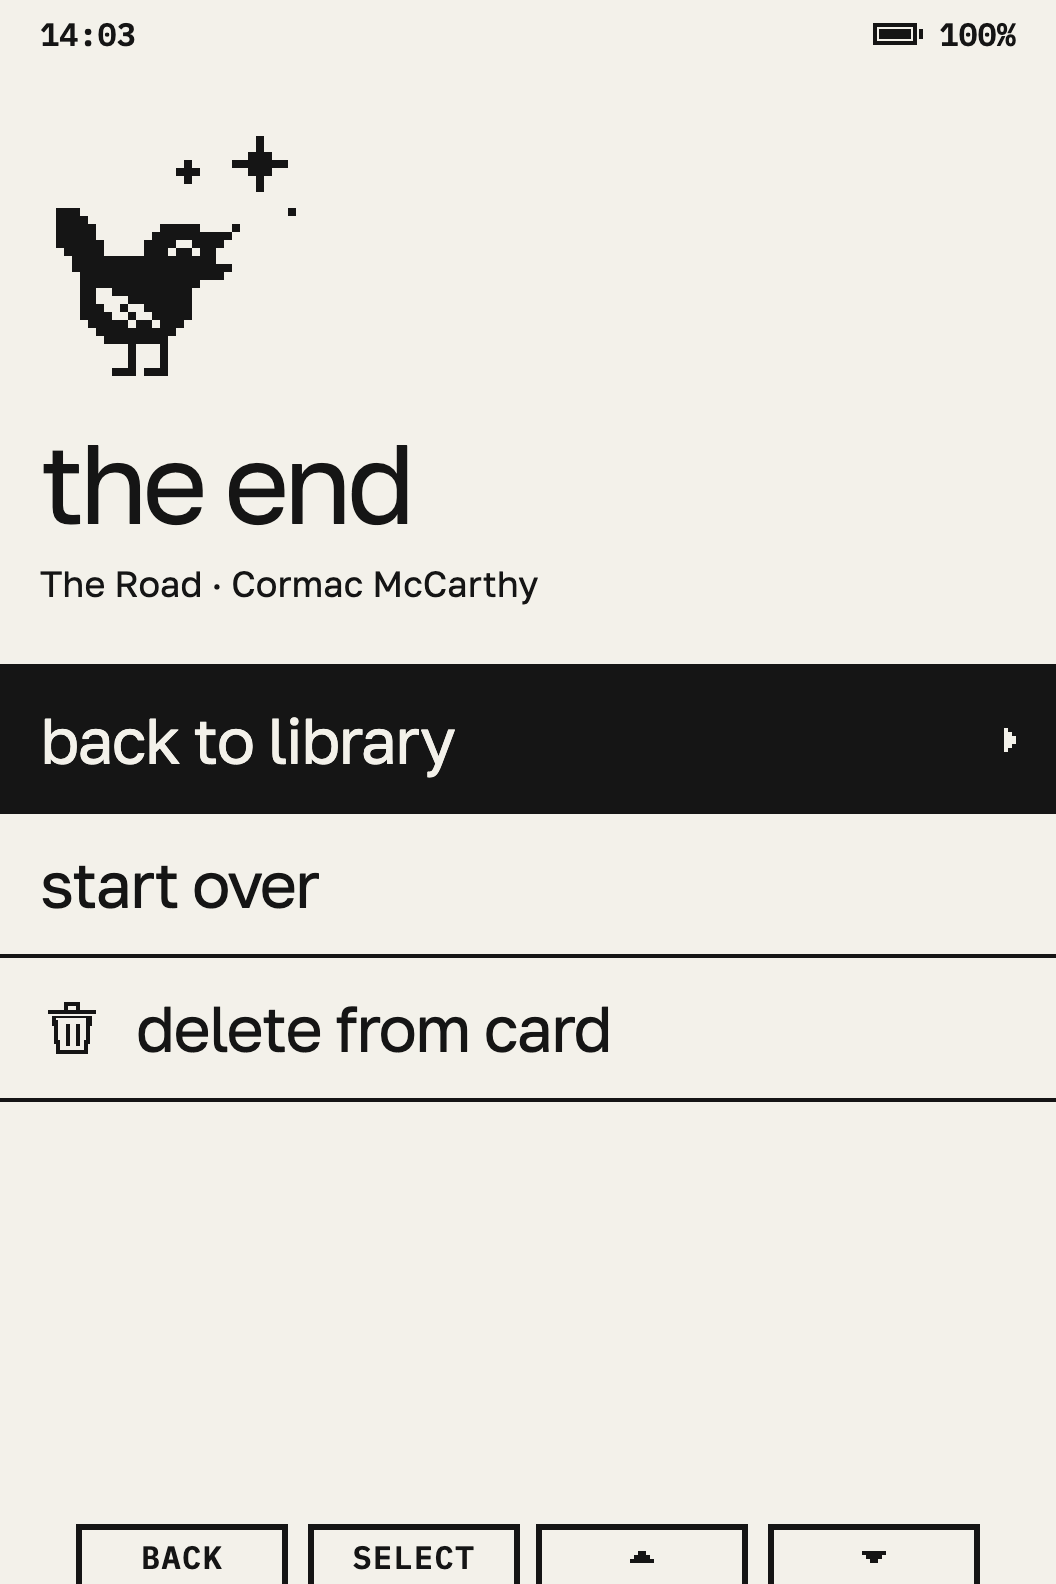 14:03 100%
the end
The Road · Cormac McCarthy
back to library
start over
delete from card
BACK SELECT